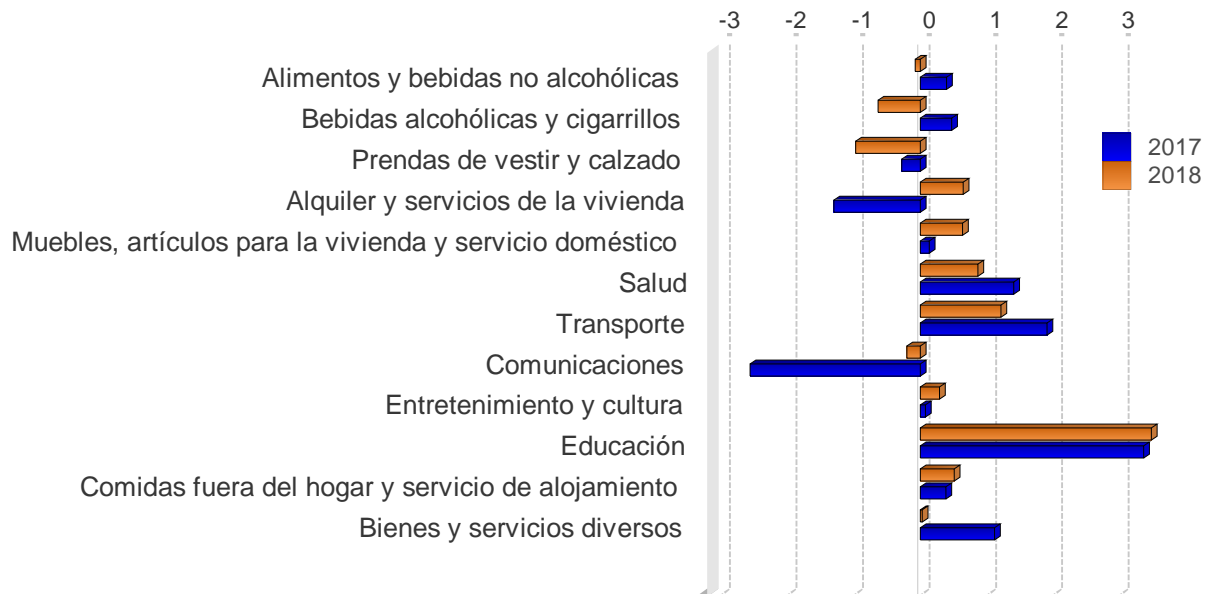 -3 -2 -1 0 1 2 3
Alimentos y bebidas no alcohólicas
Bebidas alcohólicas y cigarrillos
Prendas de vestir y calzado
Alquiler y servicios de la vivienda
Muebles, artículos para la vivienda y servicio doméstico
Salud
Transporte
Comunicaciones
Entretenimiento y cultura
Educación
Comidas fuera del hogar y servicio de alojamiento
Bienes y servicios diversos
2017
2018